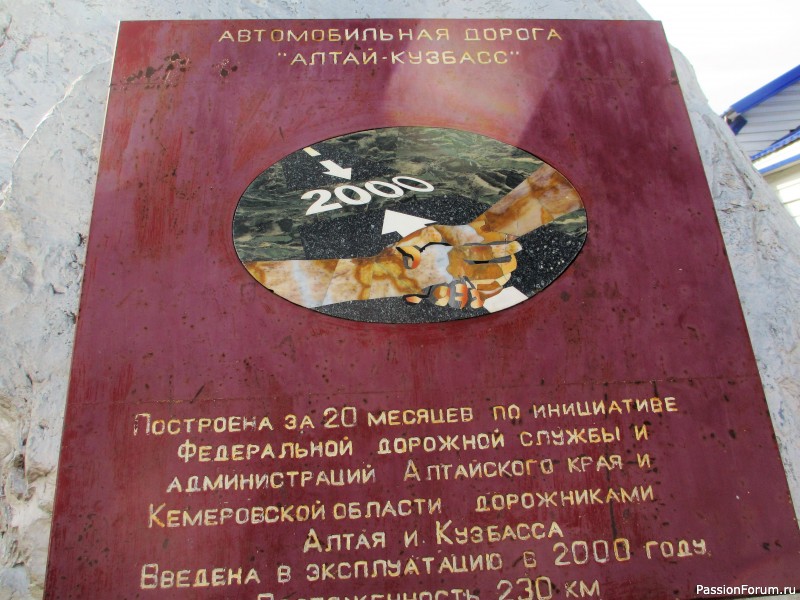 Автомобильная дорога
"Алтай-Кузбасс"
2000
Построена за 20 месяцев по инициативе
федеральной дорожной службы и
администраций Алтайского края и
Кемеровской области дорожниками
Алтая и Кузбасса
Введена в эксплуатацию в 2000 году.
Протяженность 230 км
PassionForum.ru